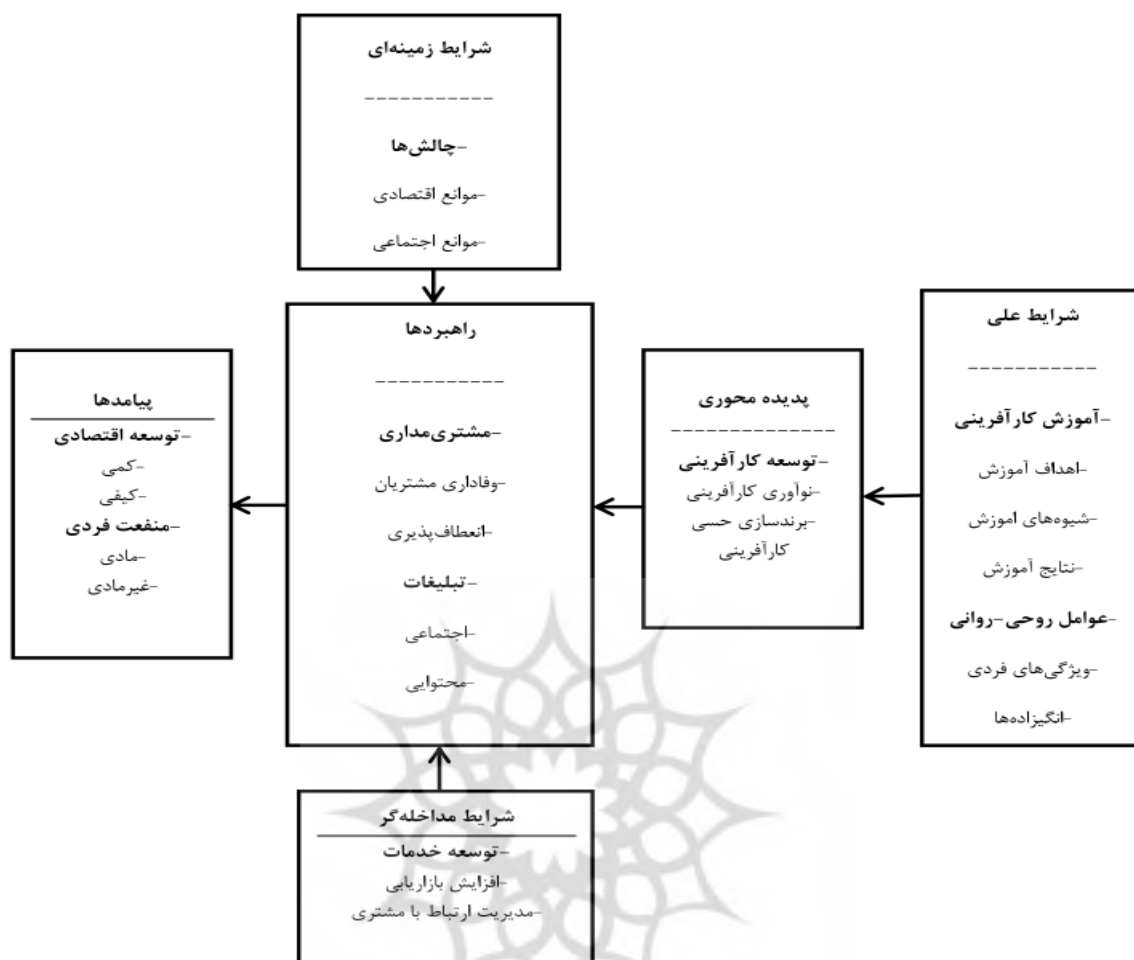 شرایط زمینه‌ای
-----------
-چالش‌ها
-موانع اقتصادی
-موانع اجتماعی
شرایط علی
-----------
-آموزش کارآفرینی
-اهداف آموزش
-شیوه‌های اموزش
-نتایج آموزش
-عوامل روحی-روانی
-ویژگی‌های فردی
-انگیزاده‌ها
پدیده محوری
--------------
-توسعه کارآفرینی
-نوآوری کارآفرینی
-برندسازی حسی
کارآفرینی
راهبردها
-----------
-مشتری‌مداری
-وفاداری مشتریان
-انعطاف‌پذیری
-تبلیغات
-اجتماعی
-محتوایی
پیامدها
-توسعه اقتصادی
-کمی
-کیفی
-منفعت فردی
-مادی
-غیرمادی
شرایط مداخله‌گر
-توسعه خدمات
-افزایش بازاریابی
-مدیریت ارتباط با مشتری